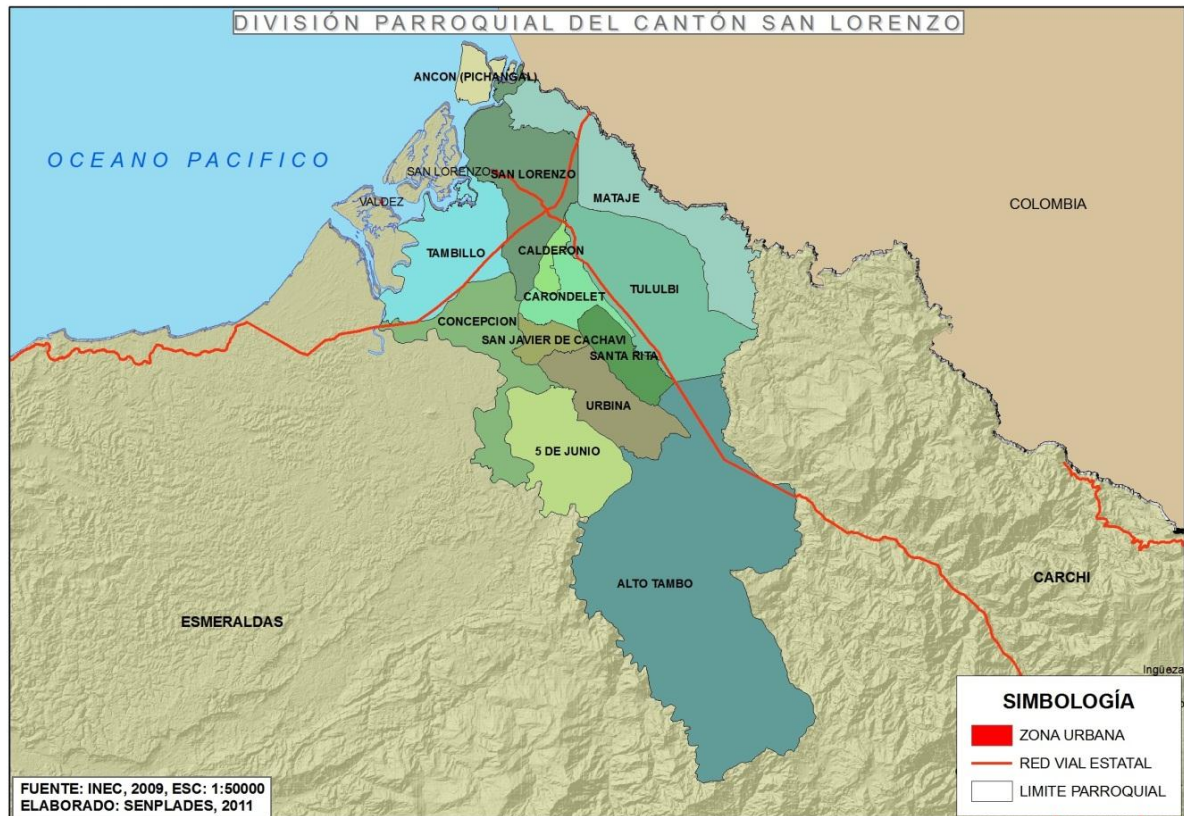 DIVISIÓN PARROQUIAL DEL CANTÓN SAN LORENZO
ANCON (PICHANGAL)
OCEANO PACIFICO
SAN LORENZO
SAN LORENZO
VALDEZ
MATAJE
COLOMBIA
TAMBILLO
CALDERON
TULULBI
CARONDELET
CONCEPCION
SAN JAVIER DE CACHAVI
SANTA RITA
URBINA
5 DE JUNIO
ALTO TAMBO
CARCHI
ESMERALDAS
Ingüeza
SIMBOLOGÍA
ZONA URBANA
RED VIAL ESTATAL
LIMITE PARROQUIAL
FUENTE: INEC, 2009, ESC: 1:50000
ELABORADO: SENPLADES, 2011